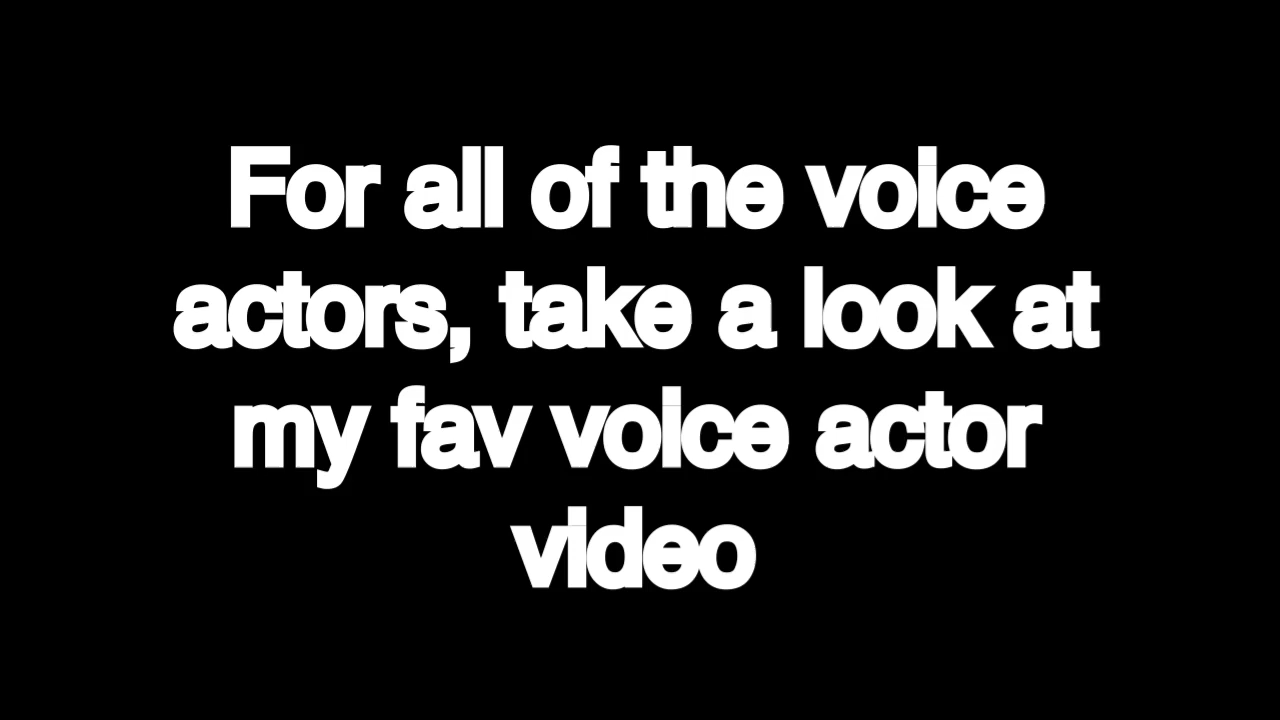 For all of the voice
actors, take a look at
my fav voice actor
video